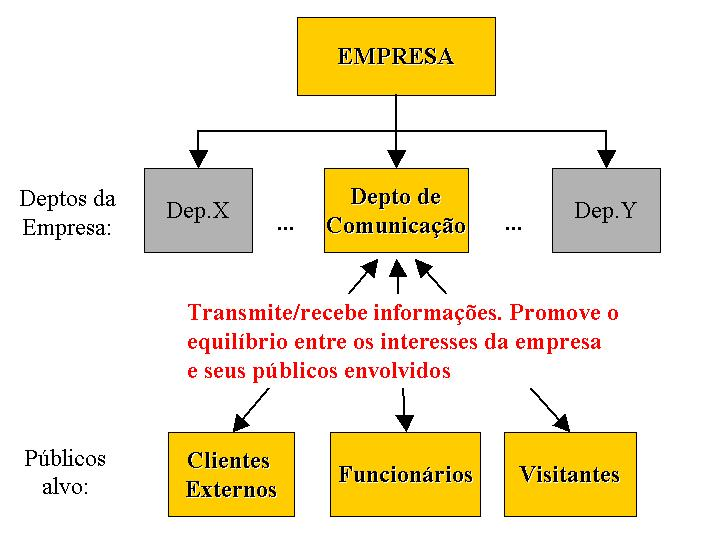 EMPRESA
Deptos da
Empresa:
Dep.X
...
Depto de
Comunicação
...
Dep.Y
Transmite/recebe informações. Promove o
equilíbrio entre os interesses da empresa
e seus públicos envolvidos
Públicos
alvo:
Clientes
Externos
Funcionários
Visitantes